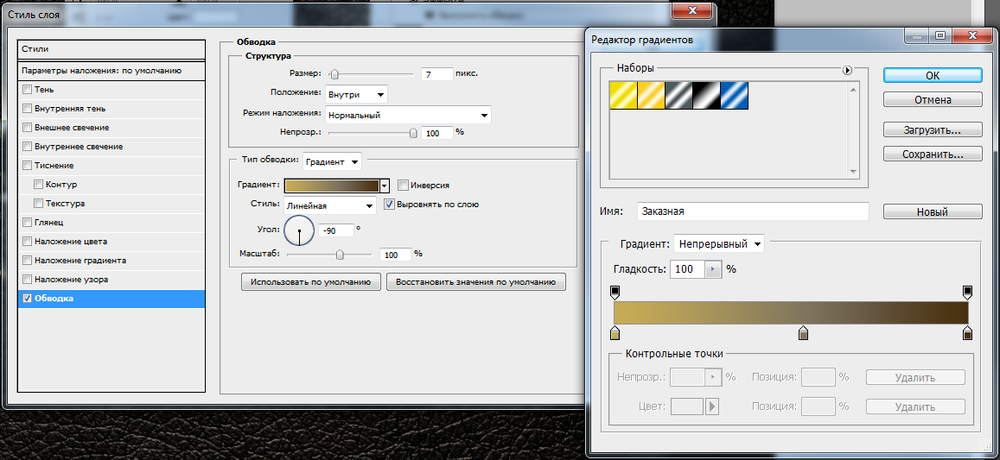 Стиль слоя
Стили
Параметры наложения: по умолчанию
Тень
Внутренняя тень
Внешнее свечение
Внутреннее свечение
Тиснение
Контур
Текстура
Глянец
Наложение цвета
Наложение градиента
Наложение узора
Обводка
Обводка
Структура
Размер: 7 пикс.
Положение: Внутри
Режим наложения: Нормальный
Непрозр.: 100 %
Тип обводки: Градиент
Градиент: Инверсия
Стиль: Линейная Выровнять по слою
Угол: -90 °
Масштаб: 100 %
Использовать по умолчанию Восстановить значения по умолчанию
Редактор градиентов
Наборы
OK
Отмена
Загрузить...
Сохранить...
Имя: Заказная Новый
Градиент: Непрерывный
Гладкость: 100 %
Контрольные точки
Непрозр.: % Позиция: % Удалить
Цвет: Позиция: % Удалить